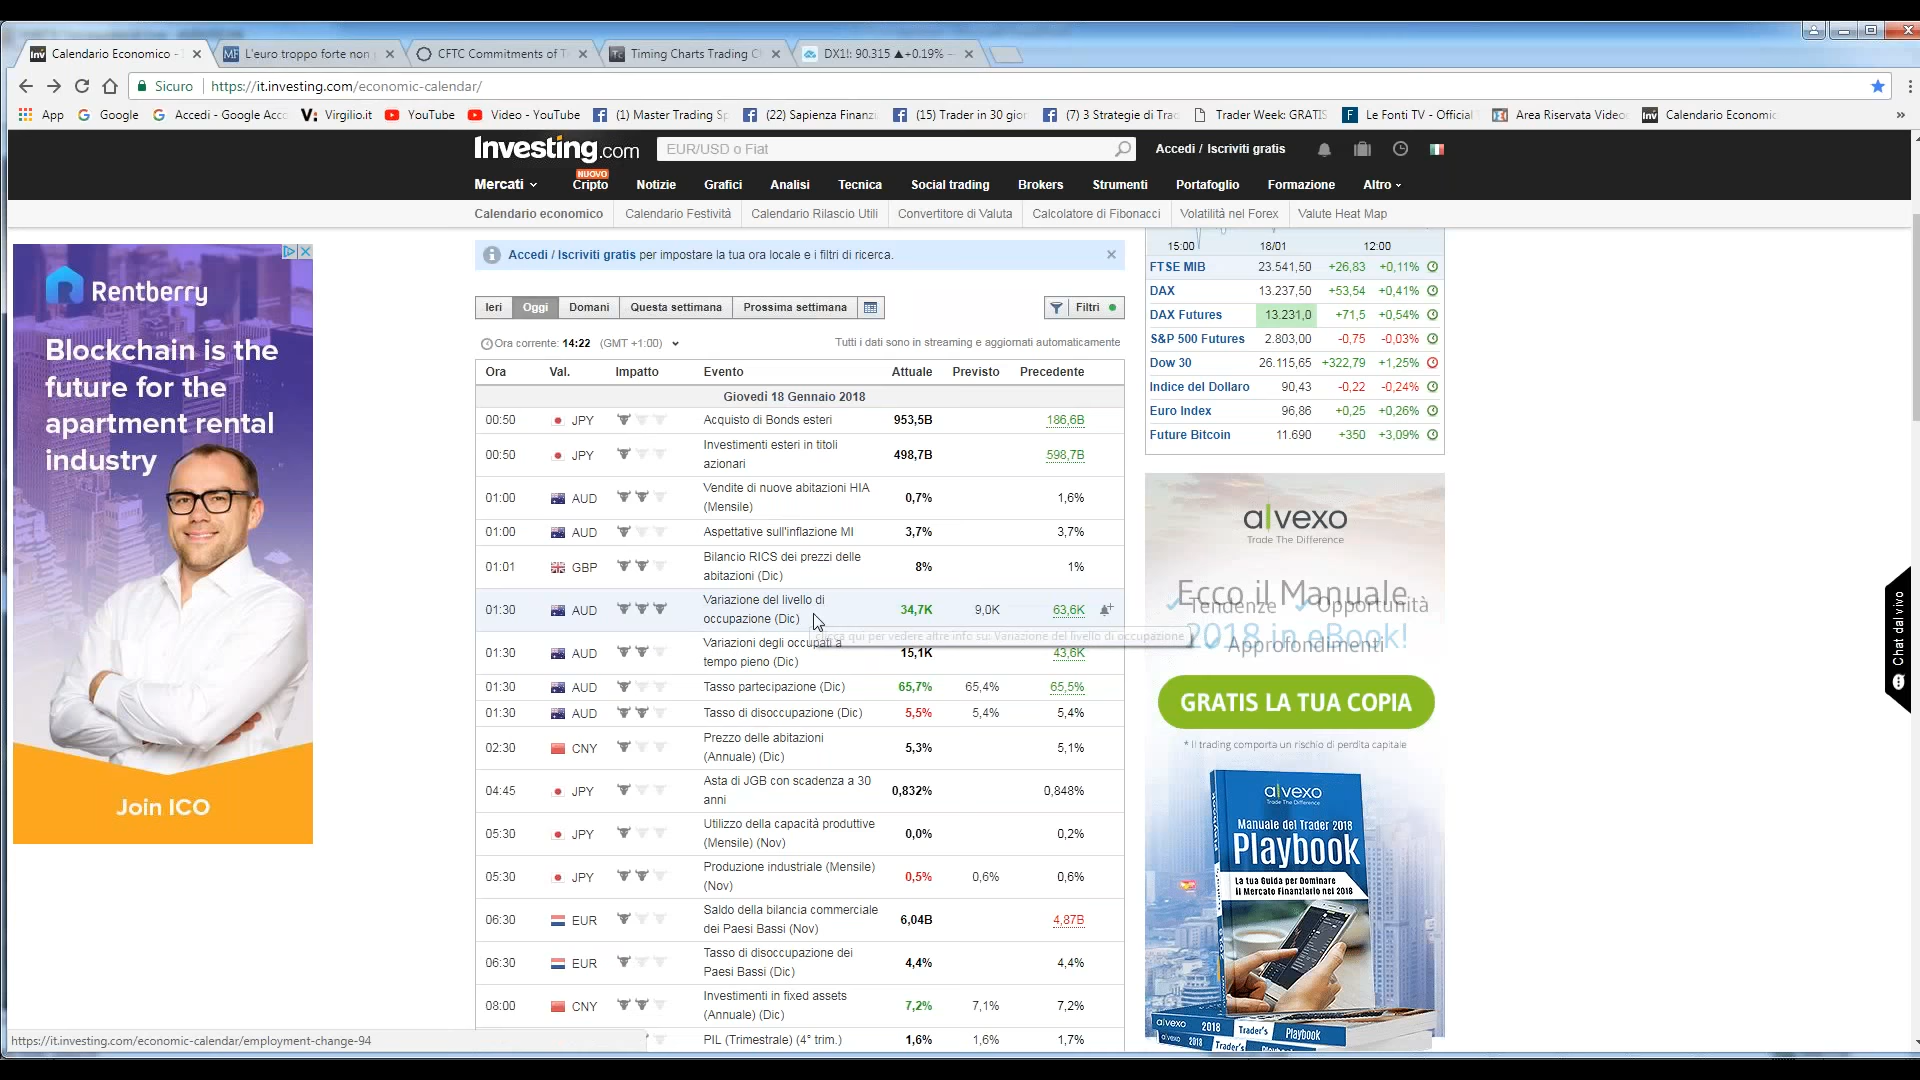 Calendario Economico -
L'euro troppo forte non
CFTC Commitments of T
Timing Charts Trading C
DX1!: 90.315 ▲+0.19% —
Sicuro
https://it.investing.com/economic-calendar/
App
Google
Accedi - Google Acc
Virgilio.it
YouTube
Video - YouTube
(1) Master Trading S
(22) Sapienza Finanz
(15) Trader in 30 gior
(7) 3 Strategie di Tra
Trader Week: GRATIS
Le Fonti TV - Official
Area Riservata Video
Calendario Economic
»
Investing.com
EUR/USD o Fiat
Accedi / Iscriviti gratis
NUOVO
Mercati
Cripto
Notizie
Grafici
Analisi
Tecnica
Social trading
Brokers
Strumenti
Portafoglio
Formazione
Altro
Calendario economico
Calendario Festività
Calendario Rilascio Utili
Convertitore di Valuta
Calcolatore di Fibonacci
Volatilità nel Forex
Valute Heat Map
Rentberry
Blockchain is the
future for the
apartment rental
industry
Join ICO
Accedi / Iscriviti gratis per impostare la tua ora locale e i filtri di ricerca.
Ieri Oggi Domani Questa settimana Prossima settimana
Filtri
Ora corrente: 14:22 (GMT +1:00)
Tutti i dati sono in streaming e aggiornati automaticamente
Ora Val. Impatto Evento Attuale Previsto Precedente
Giovedì 18 Gennaio 2018
00:50 JPY Acquisto di Bonds esteri 953,5B 186,6B
00:50 JPY Investimenti esteri in titoli
azionari 498,7B 598,7B
01:00 AUD Vendite di nuove abitazioni HIA
(Mensile) 0,7% 1,6%
01:00 AUD Aspettative sull'inflazione MI 3,7% 3,7%
01:01 GBP Bilancio RICS dei prezzi delle
abitazioni (Dic) 8% 1%
01:30 AUD Variazione del livello di
occupazione (Dic) 34,7K 9,0K 63,6K
clicca qui per vedere altre info su: Variazione del livello di occupazione
01:30 AUD Variazioni degli occupati a
tempo pieno (Dic) 15,1K 43,6K
01:30 AUD Tasso partecipazione (Dic) 65,7% 65,4% 65,5%
01:30 AUD Tasso di disoccupazione (Dic) 5,5% 5,4% 5,4%
02:30 CNY Prezzo delle abitazioni
(Annuale) (Dic) 5,3% 5,1%
04:45 JPY Asta di JGB con scadenza a 30
anni 0,832% 0,848%
05:30 JPY Utilizzo della capacità produttive
(Mensile) (Nov) 0,0% 0,2%
05:30 JPY Produzione industriale (Mensile)
(Nov) 0,5% 0,6% 0,6%
06:30 EUR Saldo della bilancia commerciale
dei Paesi Bassi (Nov) 6,04B 4,87B
06:30 EUR Tasso di disoccupazione dei
Paesi Bassi (Dic) 4,4% 4,4%
08:00 CNY Investimenti in fixed assets
(Annuale) (Dic) 7,2% 7,1% 7,2%
PIL (Trimestrale) (4° trim.) 1,6% 1,6% 1,7%
15:00 18/01 12:00
FTSE MIB 23.541,50 +26,83 +0,11%
DAX 13.237,50 +53,54 +0,41%
DAX Futures 13.231,0 +71,5 +0,54%
S&P 500 Futures 2.803,00 -0,75 -0,03%
Dow 30 26.115,65 +322,79 +1,25%
Indice del Dollaro 90,43 -0,22 -0,24%
Euro Index 96,86 +0,25 +0,26%
Future Bitcoin 11.690 +350 +3,09%
alvexo
Trade The Difference
Ecco il Manuale
Tendenze Opportunità
2018 in eBook!
Approfondimenti
GRATIS LA TUA COPIA
* Il trading comporta un rischio di perdita capitale
alvexo
Trade The Difference
Manuale del Trader 2018
Playbook
La tua Guida per Dominare
il Mercato Finanziario nel 2018
alvexo 2018 Trader's Playbook
alvexo 2018 Trader's
Chat dal vivo
https://it.investing.com/economic-calendar/employment-change-94